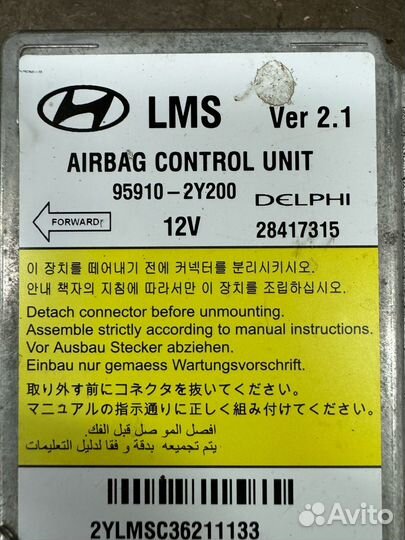 LMS Ver 2.1
AIRBAG CONTROL UNIT
95910-2Y200 DELPHI
FORWARD 12V 28417315
이 장치를 떼어내기 전에 커넥터를 분리시키시오.
안내 책자의 지침에 따라서만 이 장치를 조립하십시오.
Detach connector before unmounting.
Assemble strictly according to manual instructions.
Vor Ausbau Stecker abziehen.
Einbau nur gemaess Wartungsvorschrift.
取り外す前にコネクタを抜いてください。
マニュアルの指示通りに正しく組み付けてください。
افصل الموصل قبل الفك.
يتم تجميعه بدقة و فقا لدليل التعليمات.
2YLMSC36211133
Avito